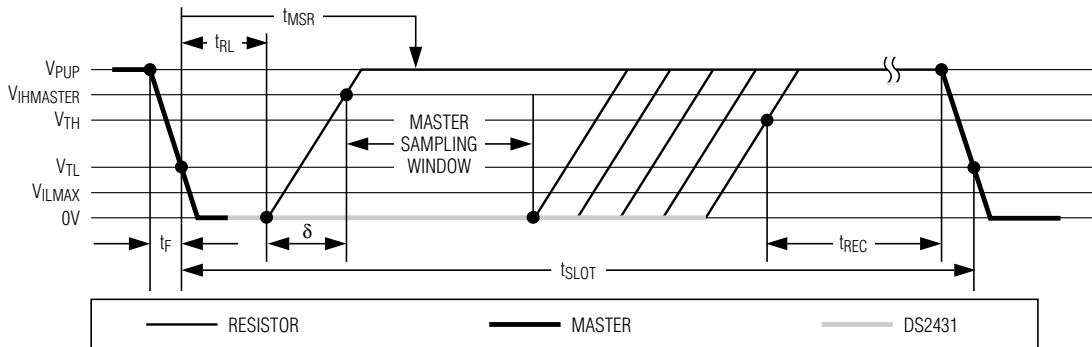 tMSR
tRL
VPUP
VIHMASTER
VTH
VTL
VILMAX
0V
MASTER
SAMPLING
WINDOW
tF
δ
tREC
tSLOT
RESISTOR MASTER DS2431